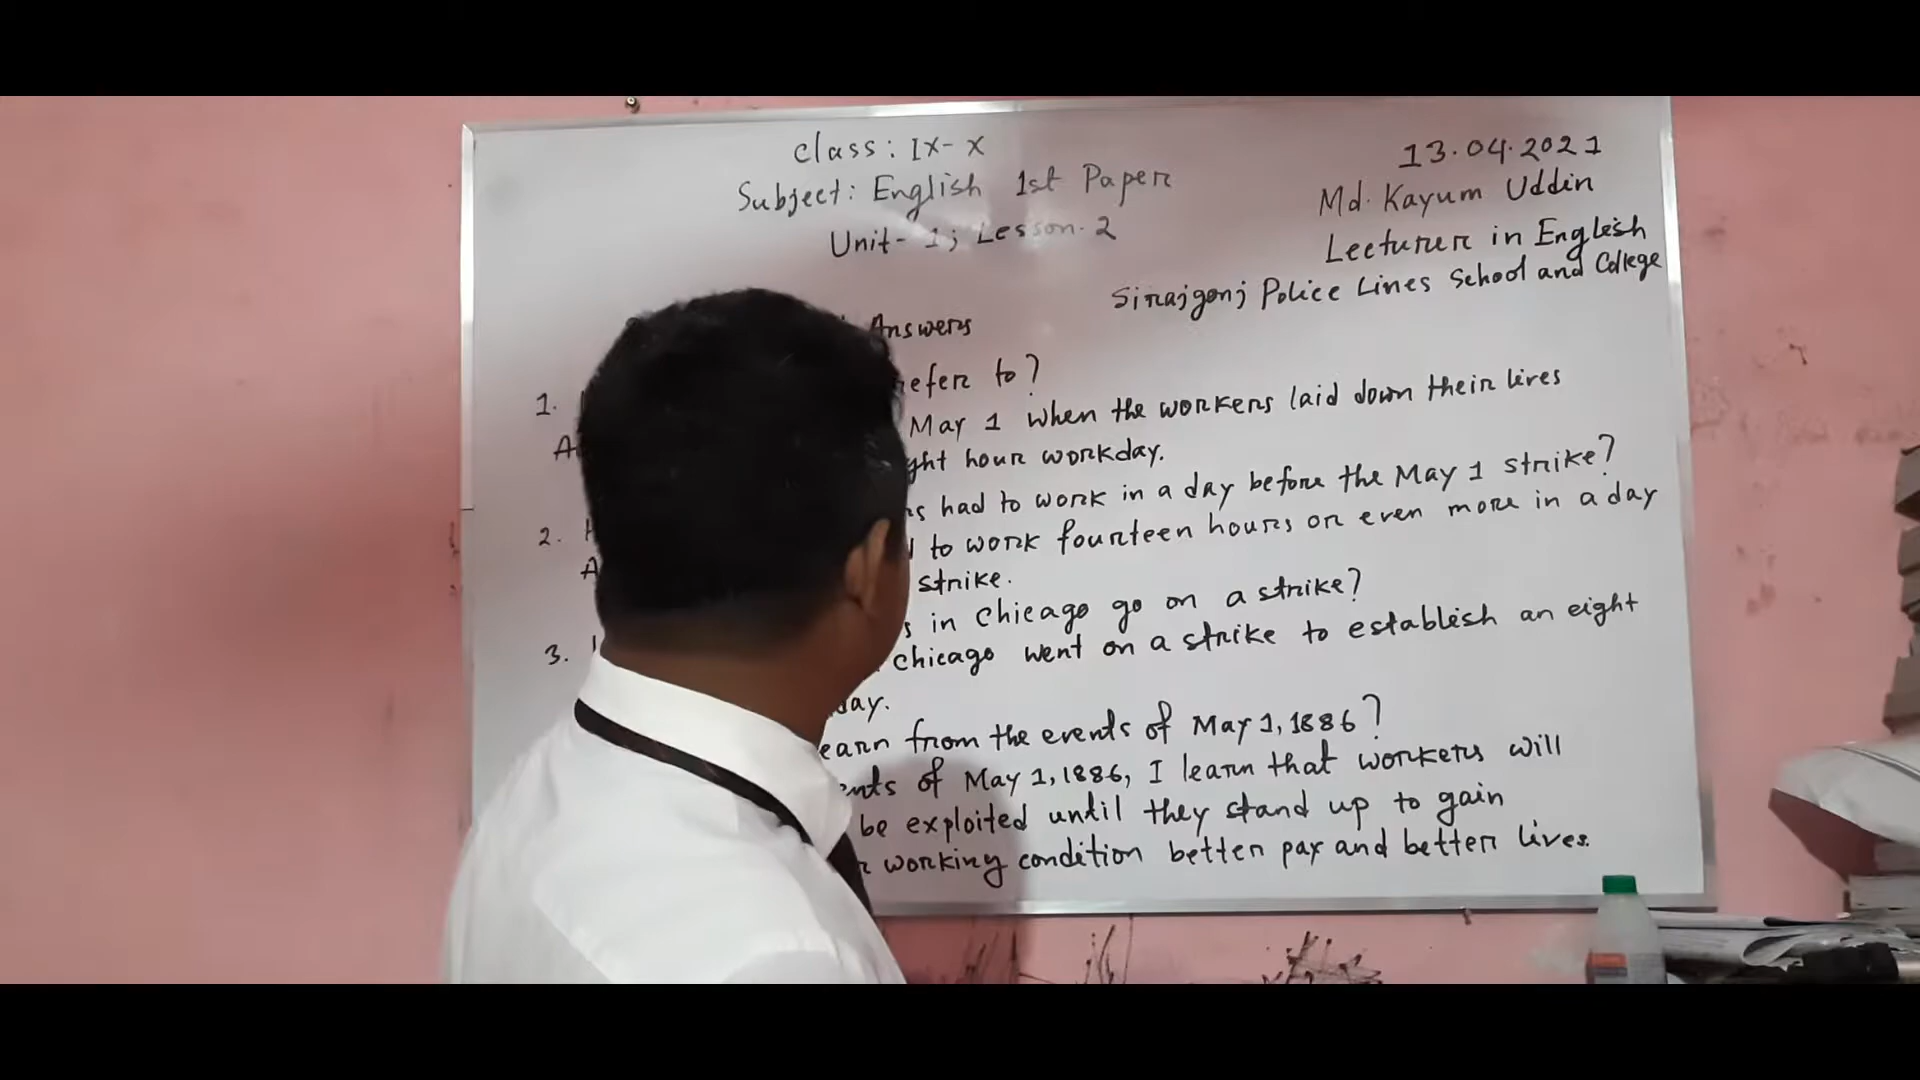 Class: IX-X
Subject: English 1st Paper
Unit-1; Lesson-2
13.04.2021
Md. Kayum Uddin
Lecturer in English
Sirajgonj Police Lines School and College
Answers
1. refer to?
May 1 when the workers laid down their lives
hour workday.
2. had to work in a day before the May 1 strike?
to work fourteen hours or even more in a day
strike.
3. in Chicago go on a strike?
Chicago went on a strike to establish an eight
day.
from the events of May 1, 1886?
of May 1, 1886, I learn that workers will
be exploited until they stand up to gain
working condition better pay and better lives.